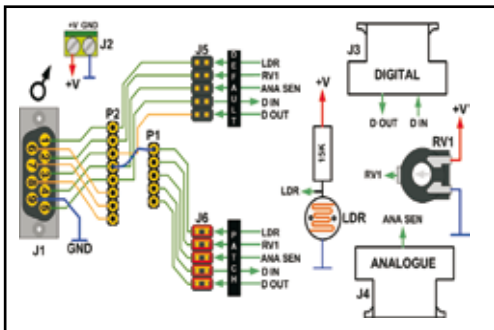 +V GND
J2
+V
J5
DEFAULT
LDR
RV1
ANA SEN
D IN
D OUT
+V
15K
LDR
LDR
J3
DIGITAL
D OUT D IN
+V
RV1
RV1
ANA SEN
ANALOGUE
J4
P2
P1
J1
GND
J6
PATCH
LDR
RV1
ANA SEN
D IN
D OUT